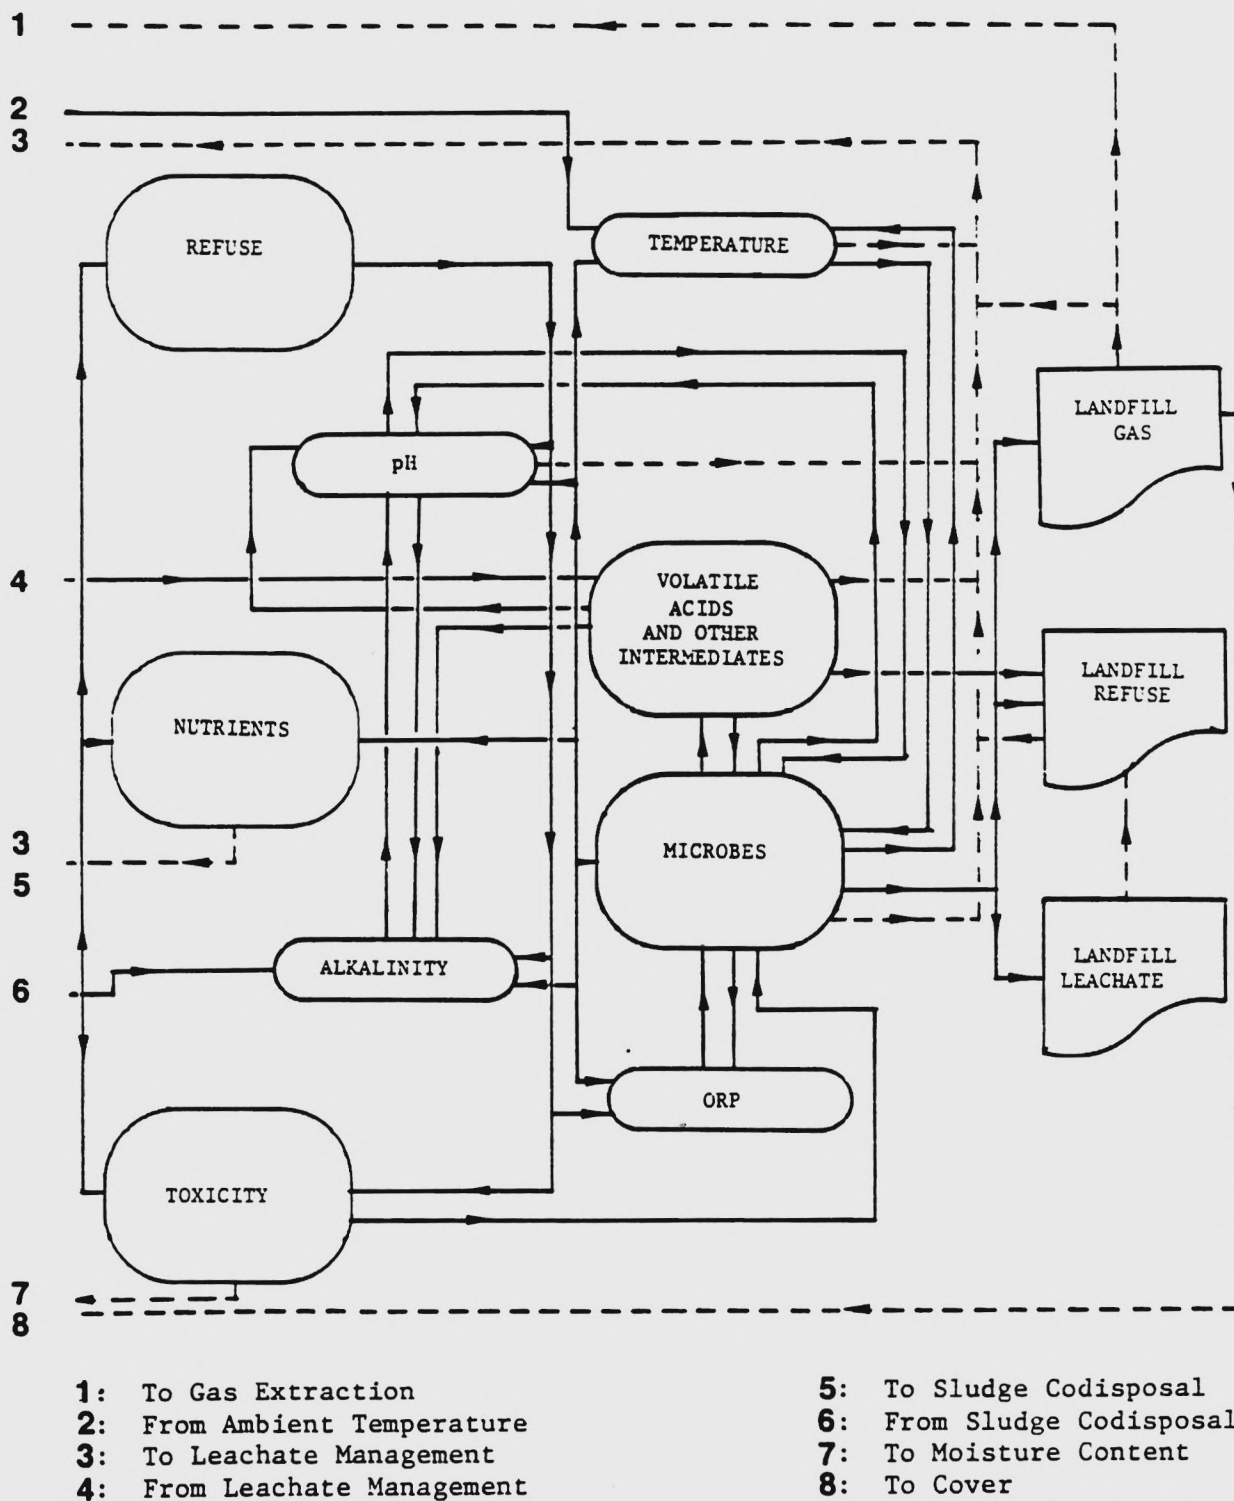 1
2
3
REFUSE
TEMPERATURE
LANDFILL
GAS
pH
4
VOLATILE
ACIDS
AND OTHER
INTERMEDIATES
LANDFILL
REFUSE
NUTRIENTS
3
5
MICROBES
ALKALINITY
6
LANDFILL
LEACHATE
ORP
TOXICITY
7
8
1: To Gas Extraction
2: From Ambient Temperature
3: To Leachate Management
4: From Leachate Management
5: To Sludge Codisposal
6: From Sludge Codisposal
7: To Moisture Content
8: To Cover